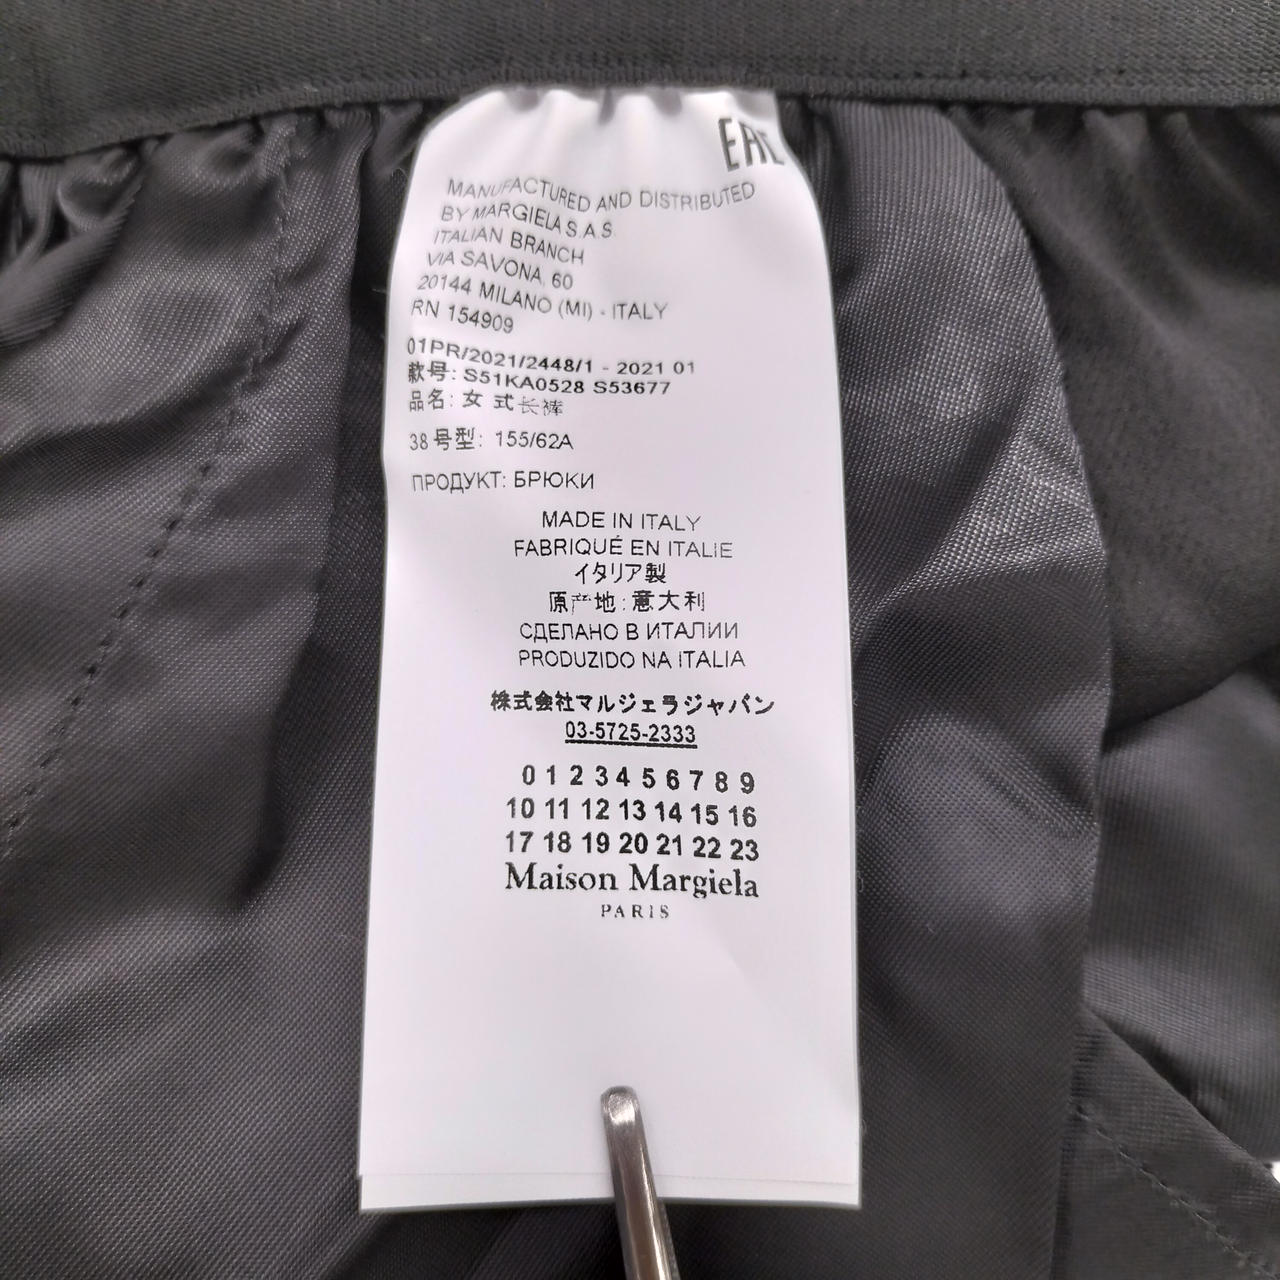 EAC
MANUFACTURED AND DISTRIBUTED
BY MARGIELA S.A.S.
ITALIAN BRANCH
VIA SAVONA, 60
20144 MILANO (MI) - ITALY
RN 154909
01PR/2021/2448/1 - 2021 01
款号: S51KA0528 S53677
品名: 女 式长裤
38 号型: 155/62A
ПРОДУКТ: БРЮКИ
MADE IN ITALY
FABRIQUÉ EN ITALIE
イタリア製
原产地: 意大利
СДЕЛАНО В ИТАЛИИ
PRODUZIDO NA ITALIA
株式会社マルジェラジャパン
03-5725-2333
0 1 2 3 4 5 6 7 8 9
10 11 12 13 14 15 16
17 18 19 20 21 22 23
Maison Margiela
PARIS